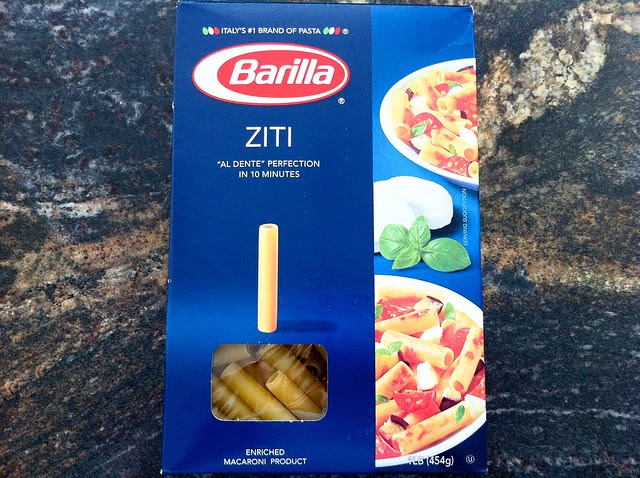 ITALY'S #1 BRAND OF PASTA ®
Barilla ®
ZITI
"AL DENTE" PERFECTION
IN 10 MINUTES
SERVING SUGGESTION
ENRICHED
MACARONI PRODUCT
1LB (454g) U